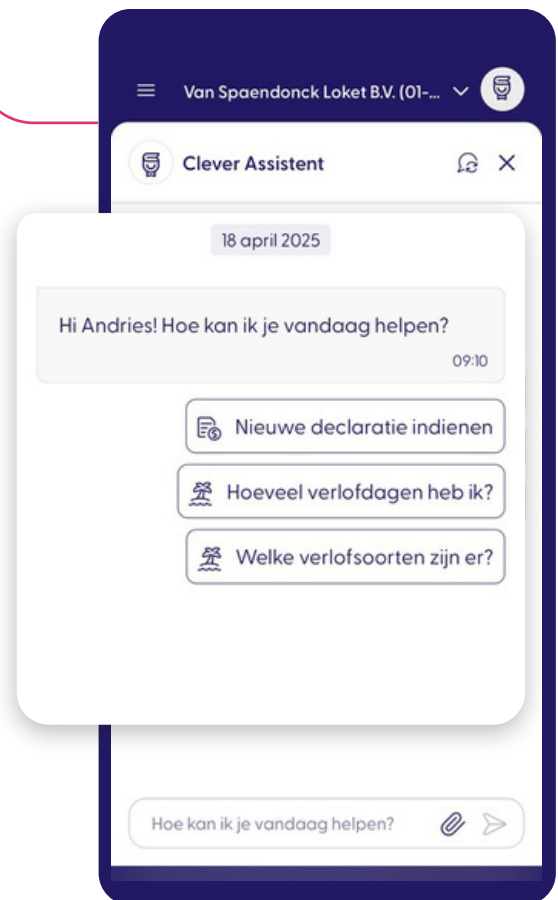 Van Spaendonck Loket B.V. (01-...
Clever Assistent
18 april 2025
Hi Andries! Hoe kan ik je vandaag helpen?
09:10
Nieuwe declaratie indienen
Hoeveel verlofdagen heb ik?
Welke verlofsoorten zijn er?
Hoe kan ik je vandaag helpen?